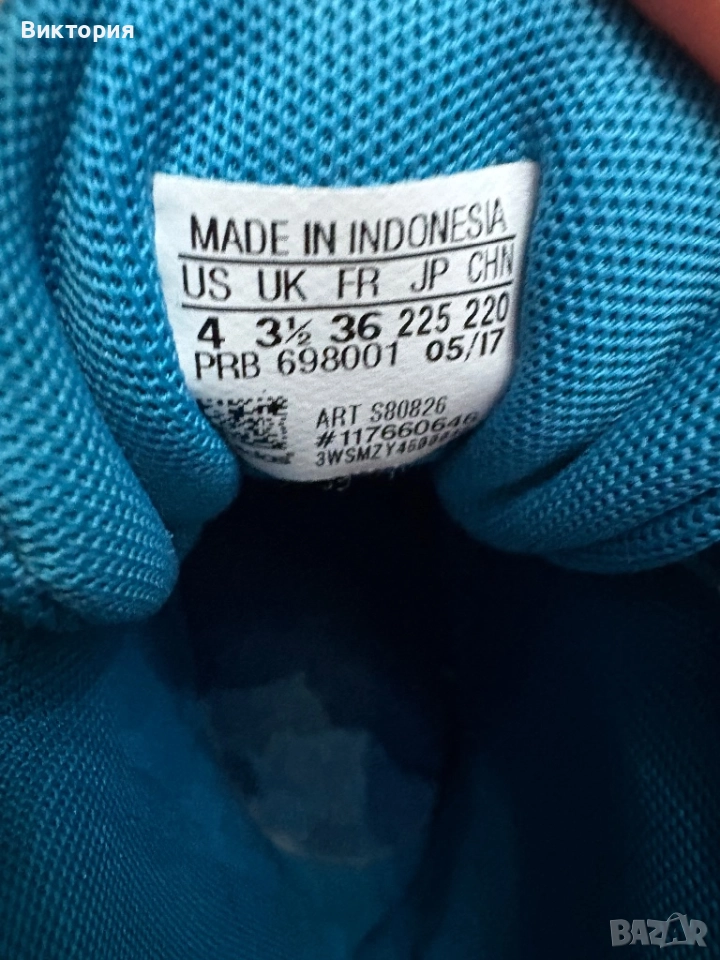 Виктория
MADE IN INDONESIA
US UK FR JP CHN
4 3½ 36 225 220
PRB 698001 05/17
ART S80826
#117660646
BAZAR